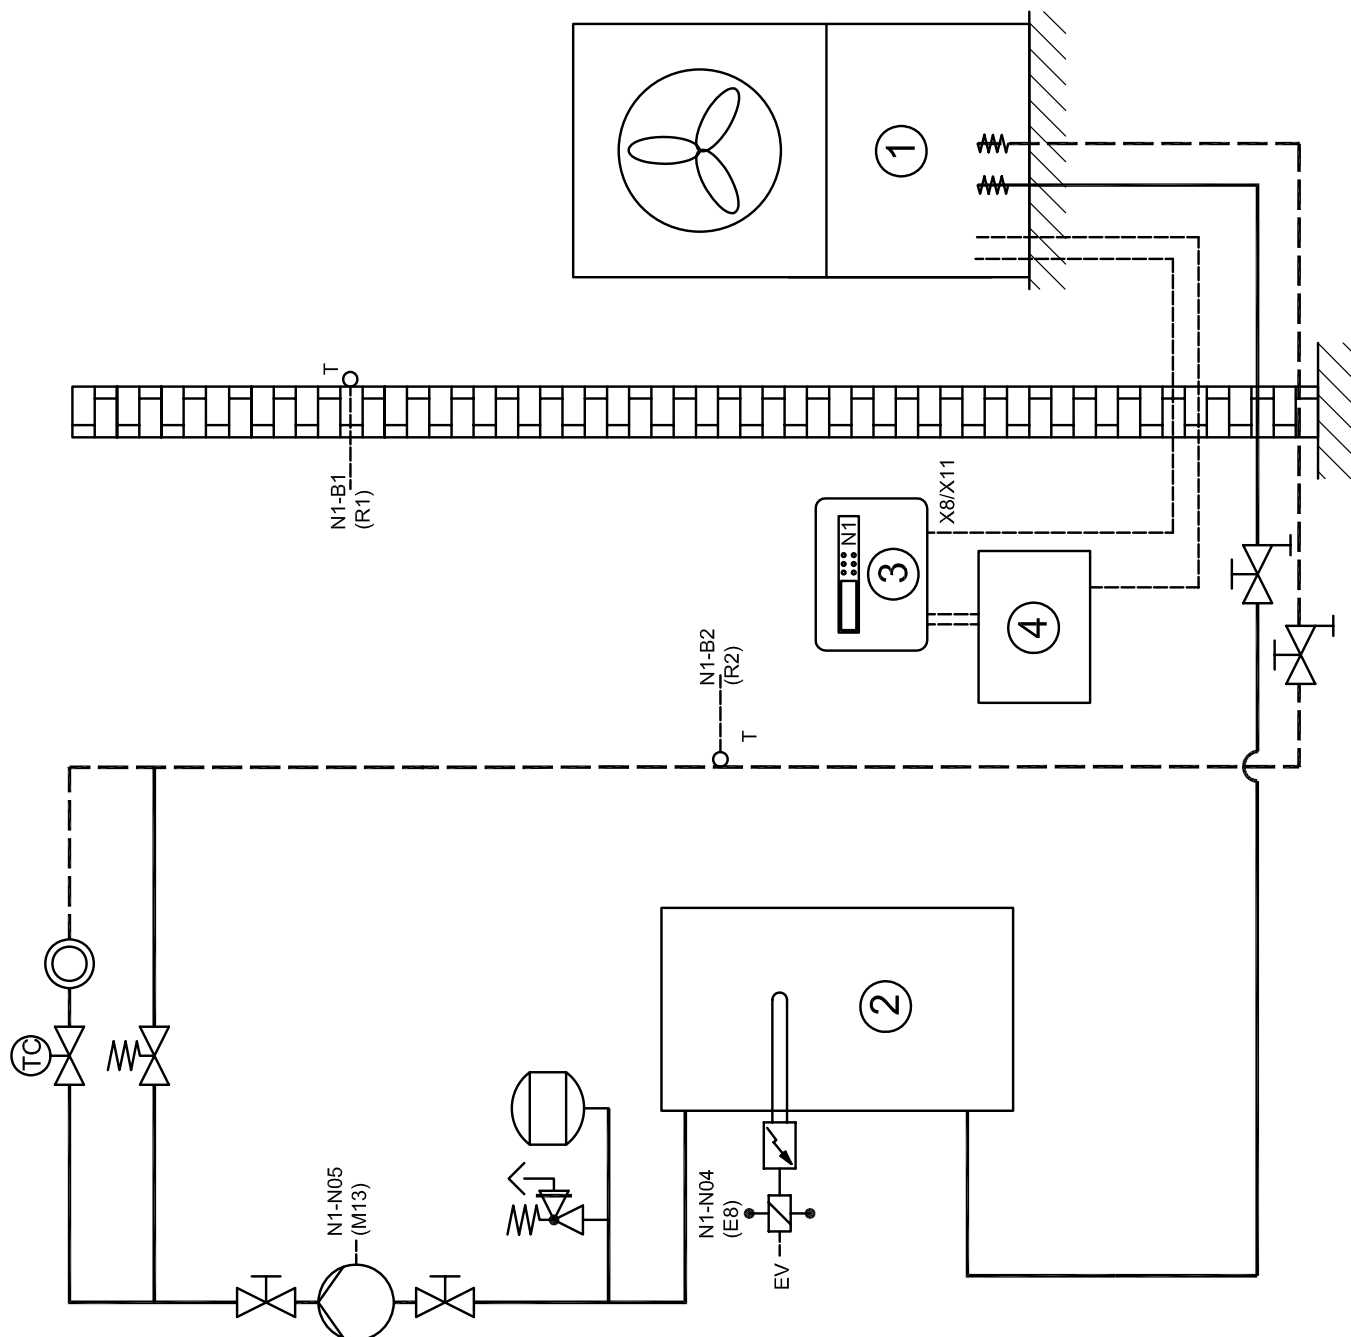 1
T
N1-B1
(R1)
X8/X11
N1
3
4
N1-B2
(R2)
T
2
TC
N1-N05
(M13)
N1-N04
(E8)
EV